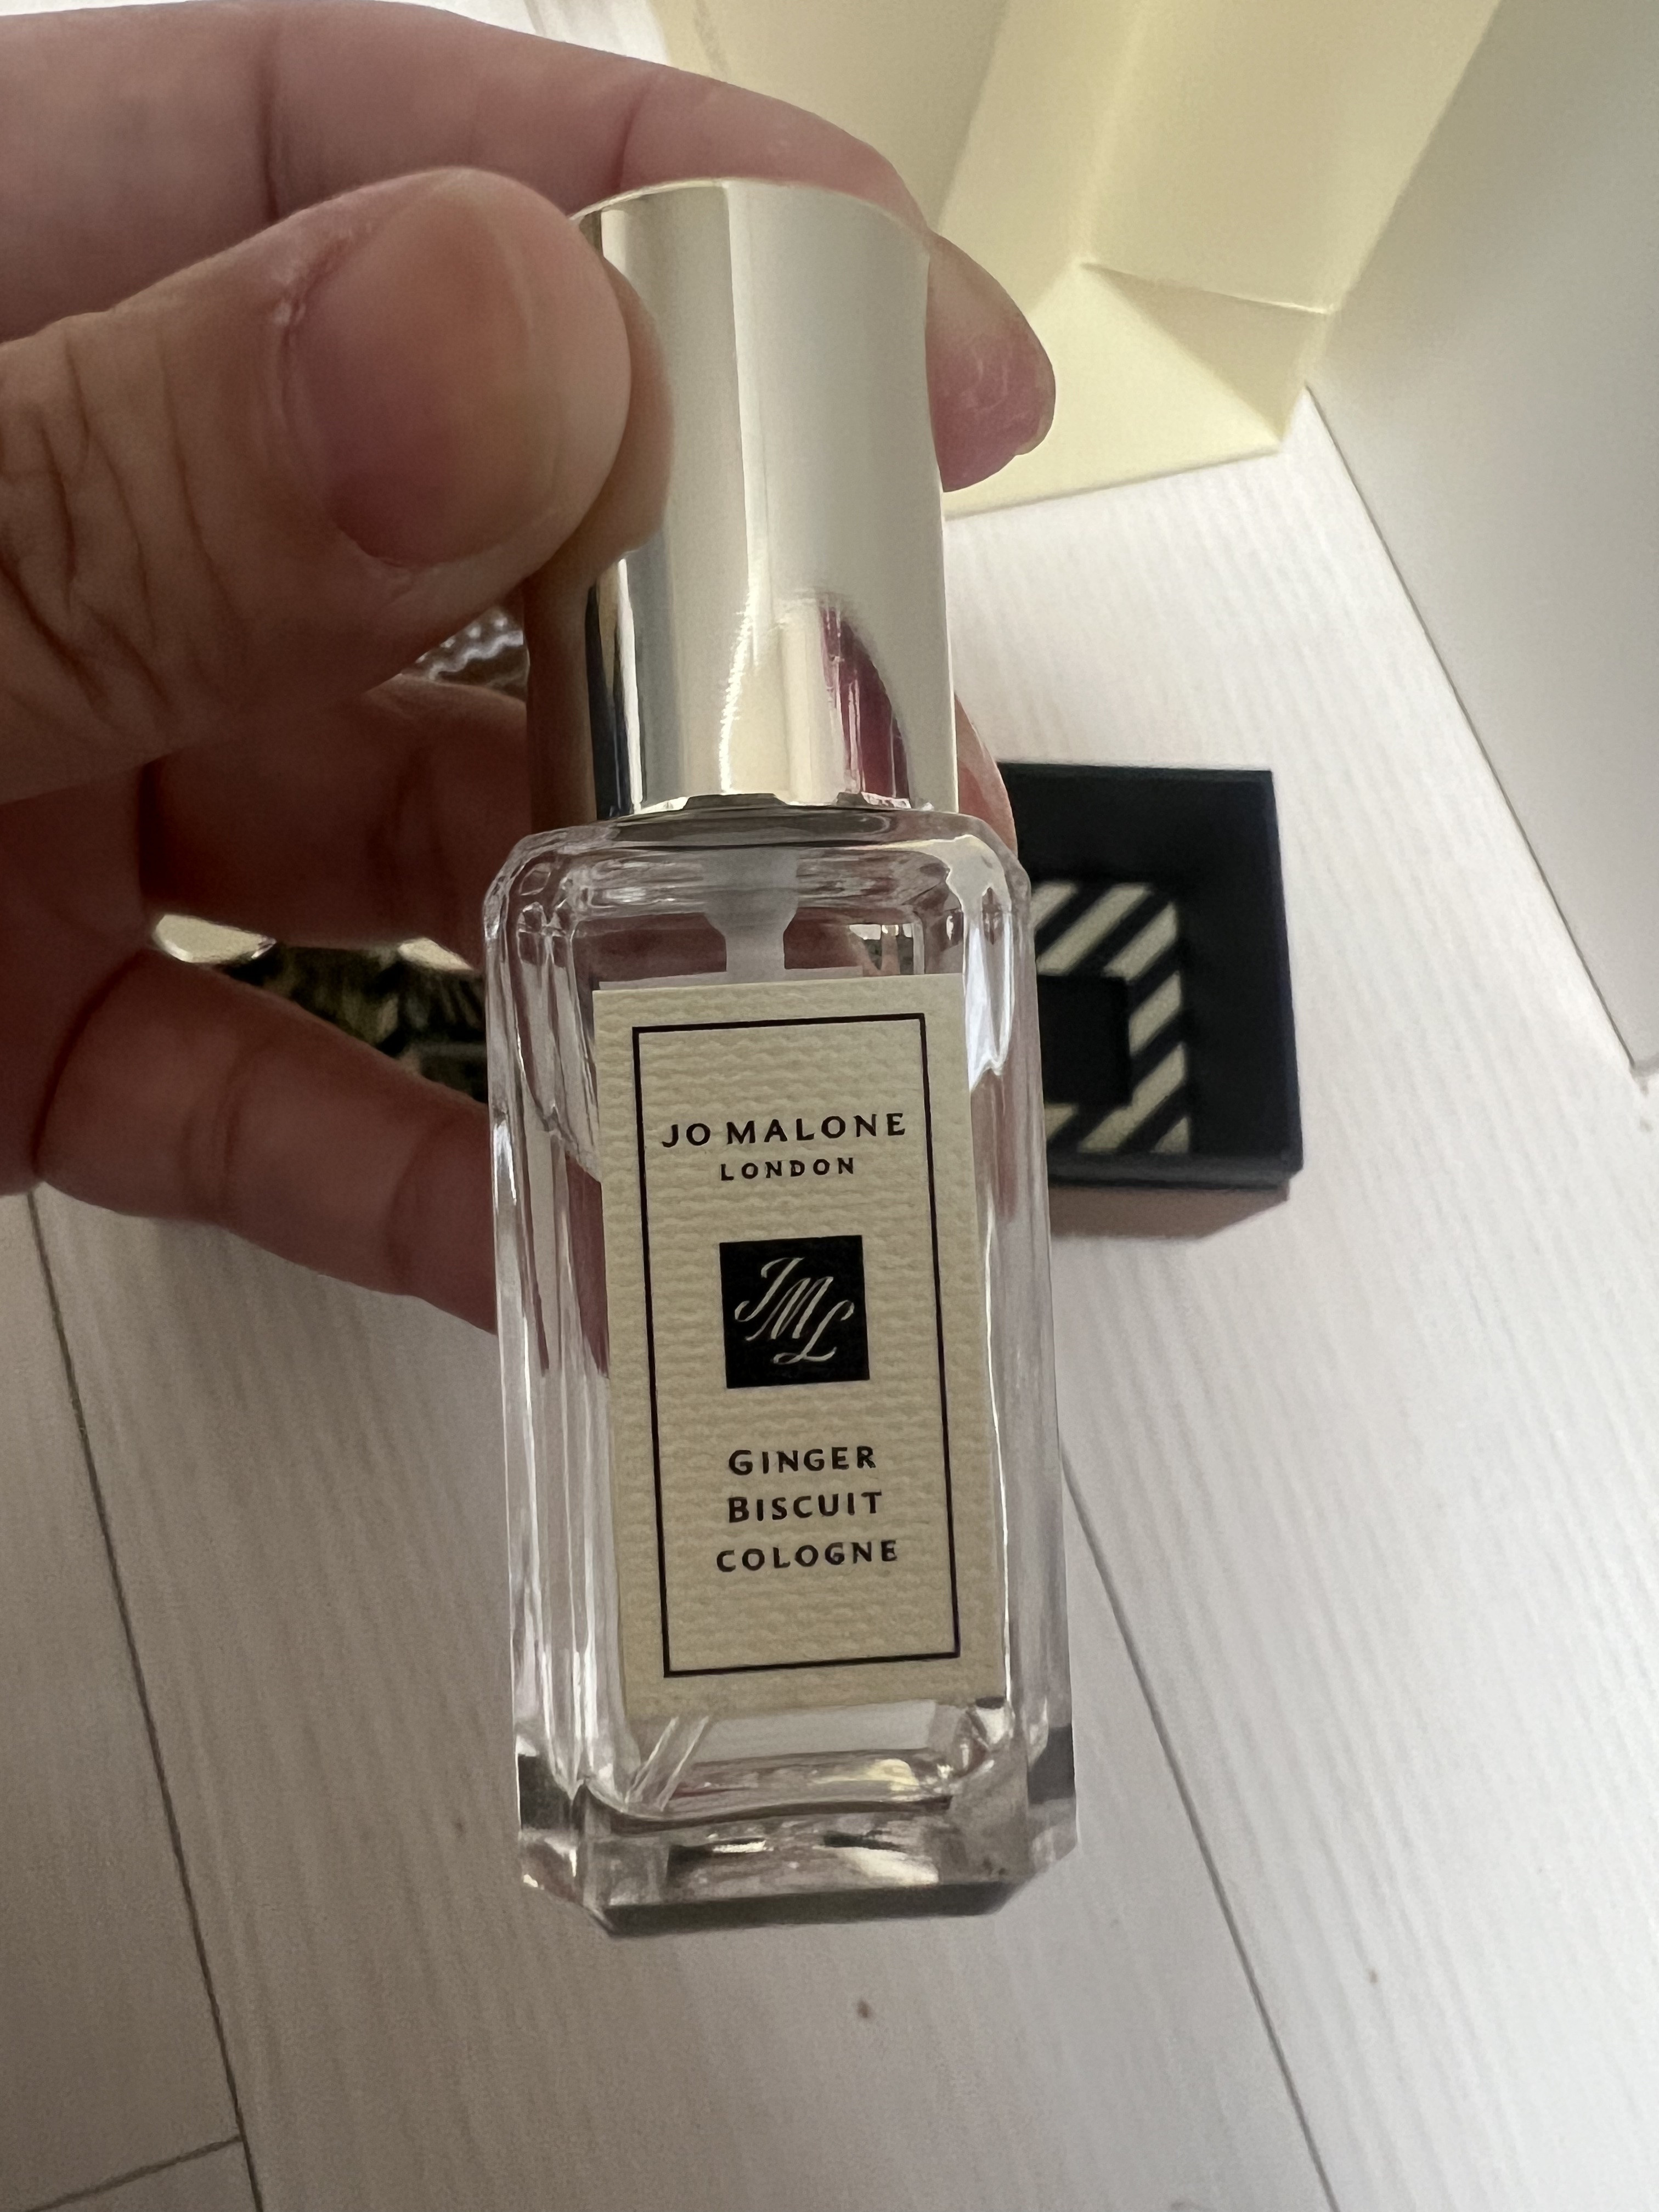 JO MALONE
LONDON
JML
GINGER
BISCUIT
COLOGNE